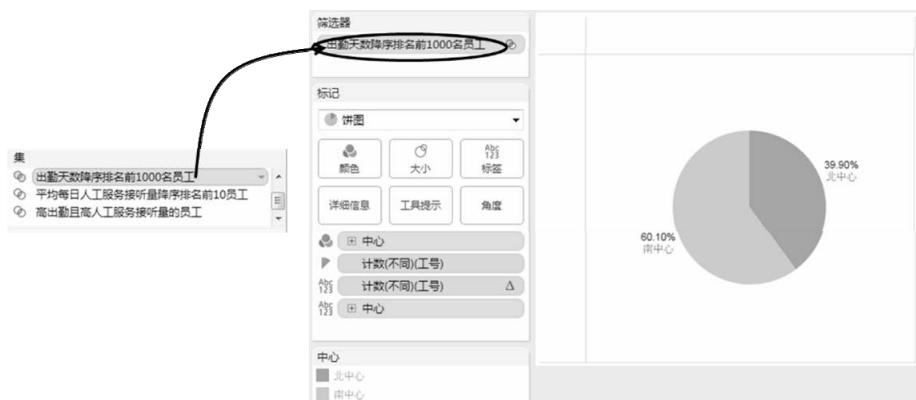 集
出勤天数降序排名前1000名员工
平均每日人工服务接听量降序排名前10员工
高出勤且高人工服务接听量的员工
筛选器
出勤天数降序排名前1000名员工
标记
饼图
颜色
大小
Abc
123
标签
详细信息
工具提示
角度
中心
计数(不同)(工号)
Abc
123
计数(不同)(工号) Δ
Abc
123
中心
中心
北中心
南中心
39.90%
北中心
60.10%
南中心